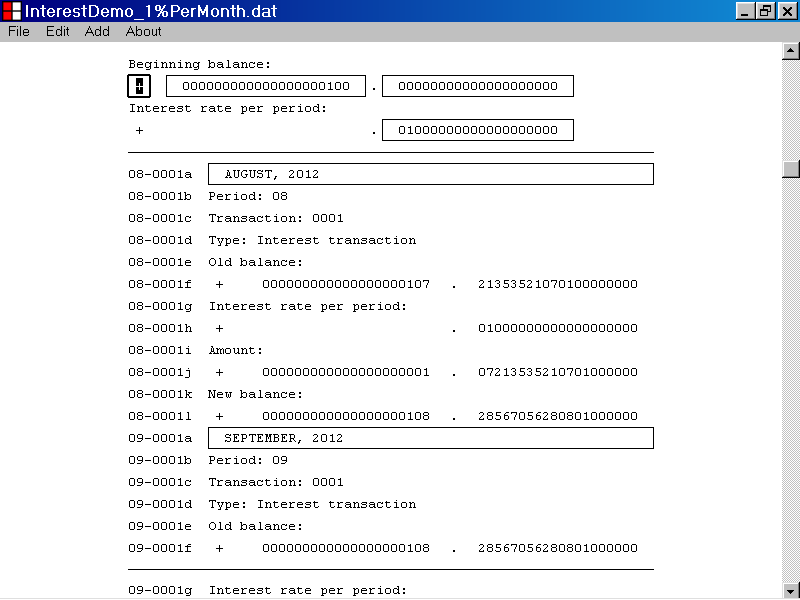 InterestDemo_1%PerMonth.dat
File Edit Add About
Beginning balance:
+ 000000000000000000100 . 00000000000000000000
Interest rate per period:
+ . 01000000000000000000
08-0001a AUGUST, 2012
08-0001b Period: 08
08-0001c Transaction: 0001
08-0001d Type: Interest transaction
08-0001e Old balance:
08-0001f + 000000000000000000107 . 21353521070100000000
08-0001g Interest rate per period:
08-0001h + . 01000000000000000000
08-0001i Amount:
08-0001j + 000000000000000000001 . 07213535210701000000
08-0001k New balance:
08-0001l + 000000000000000000108 . 28567056280801000000
09-0001a SEPTEMBER, 2012
09-0001b Period: 09
09-0001c Transaction: 0001
09-0001d Type: Interest transaction
09-0001e Old balance:
09-0001f + 000000000000000000108 . 28567056280801000000
09-0001g Interest rate per period: